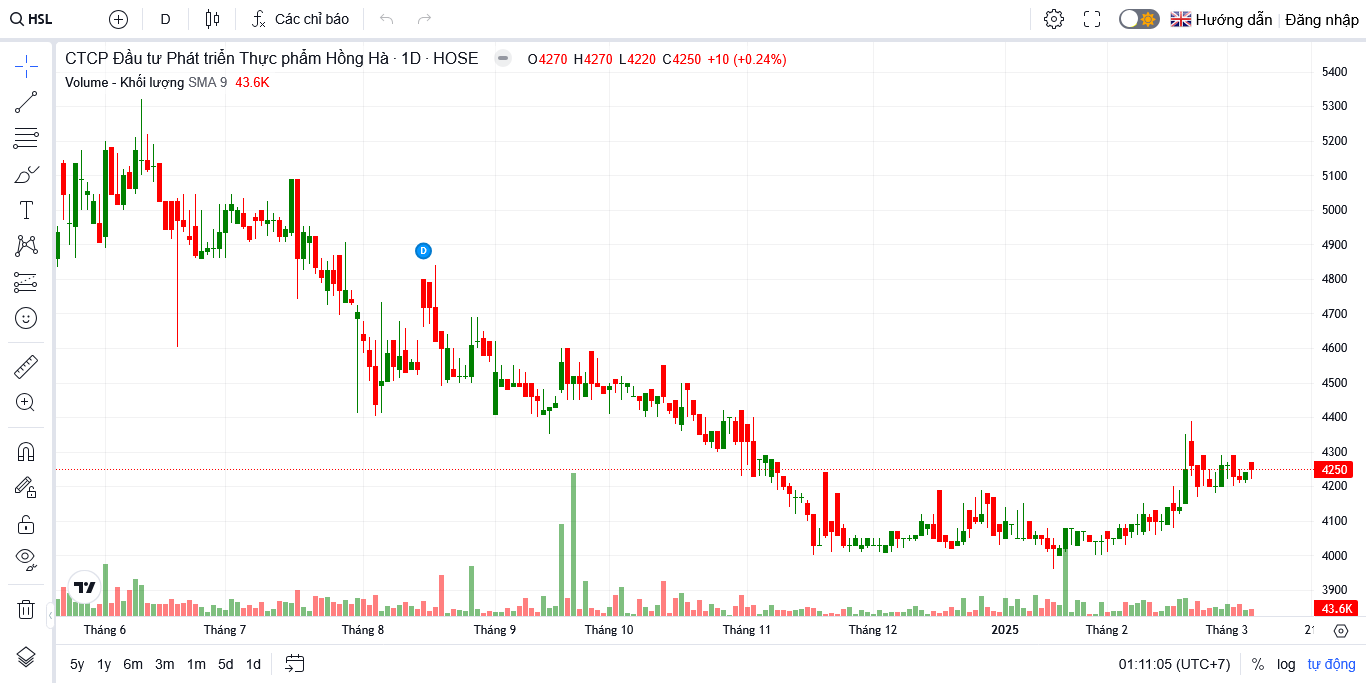 HSL D Các chỉ báo Hướng dẫn Đăng nhập
CTCP Đầu tư Phát triển Thực phẩm Hồng Hà · 1D · HOSE O4270 H4270 L4220 C4250 +10 (+0.24%)
Volume - Khối lượng SMA 9 43.6K
5400
5300
5200
5100
5000
4900
D
4800
4700
4600
4500
4400
4300
4250
4200
4100
4000
3900
43.6K
Tháng 6 Tháng 7 Tháng 8 Tháng 9 Tháng 10 Tháng 11 Tháng 12 2025 Tháng 2 Tháng 3
5y 1y 6m 3m 1m 5d 1d 01:11:05 (UTC+7) % log tự động